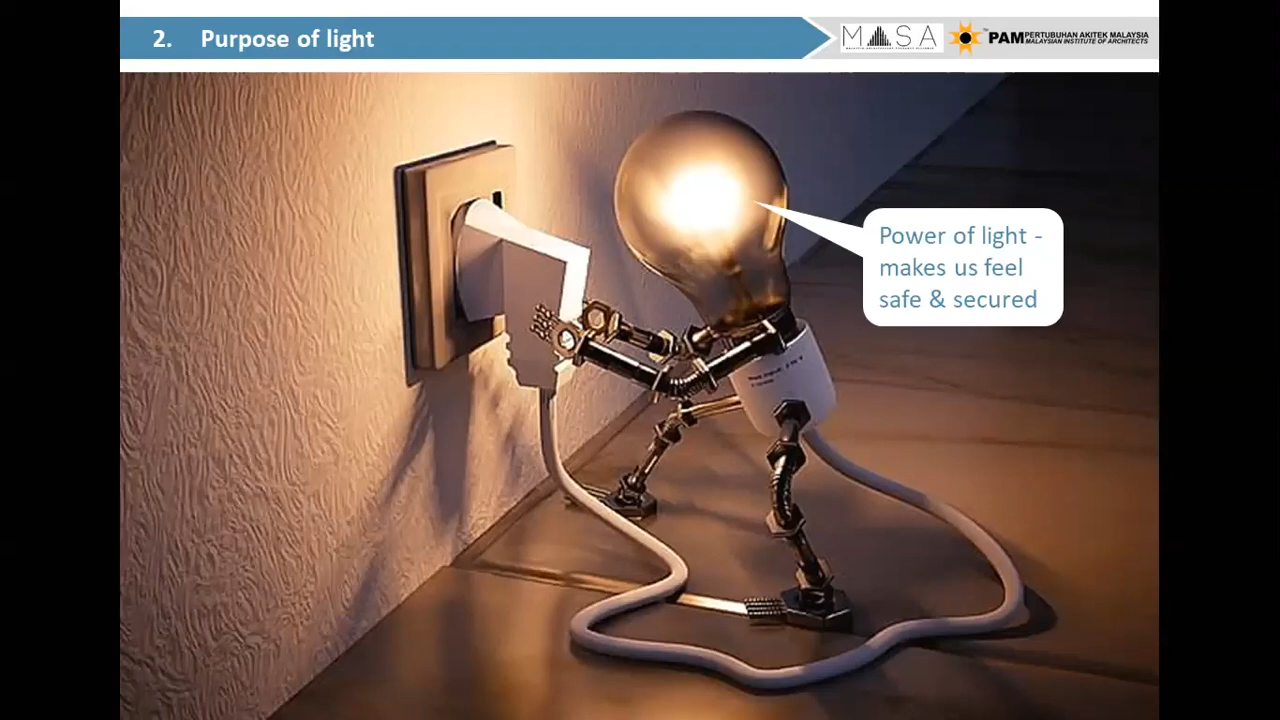 2. Purpose of light
MASA
PAM PERTUBUHAN AKITEK MALAYSIA
MALAYSIAN INSTITUTE OF ARCHITECTS
Power of light -
makes us feel
safe & secured